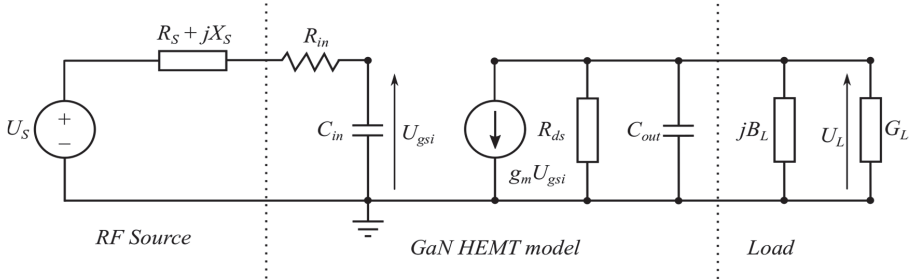 R_S + jX_S
R_in
U_S
+
−
C_in
U_gsi
g_mU_gsi
R_ds
C_out
jB_L
U_L
G_L
RF Source
GaN HEMT model
Load